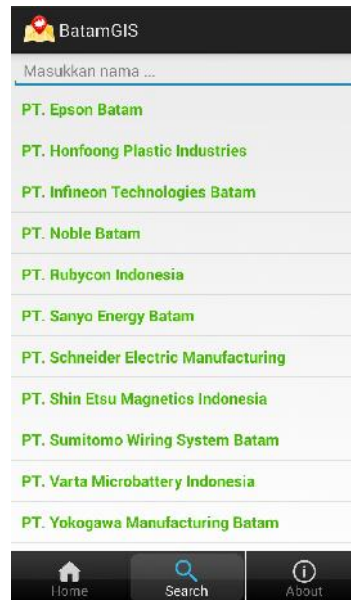 BatamGIS
Masukkan nama ...
PT. Epson Batam
PT. Honfoong Plastic Industries
PT. Infineon Technologies Batam
PT. Noble Batam
PT. Rubycon Indonesia
PT. Sanyo Energy Batam
PT. Schneider Electric Manufacturing
PT. Shin Etsu Magnetics Indonesia
PT. Sumitomo Wiring System Batam
PT. Varta Microbattery Indonesia
PT. Yokogawa Manufacturing Batam
Home Search About